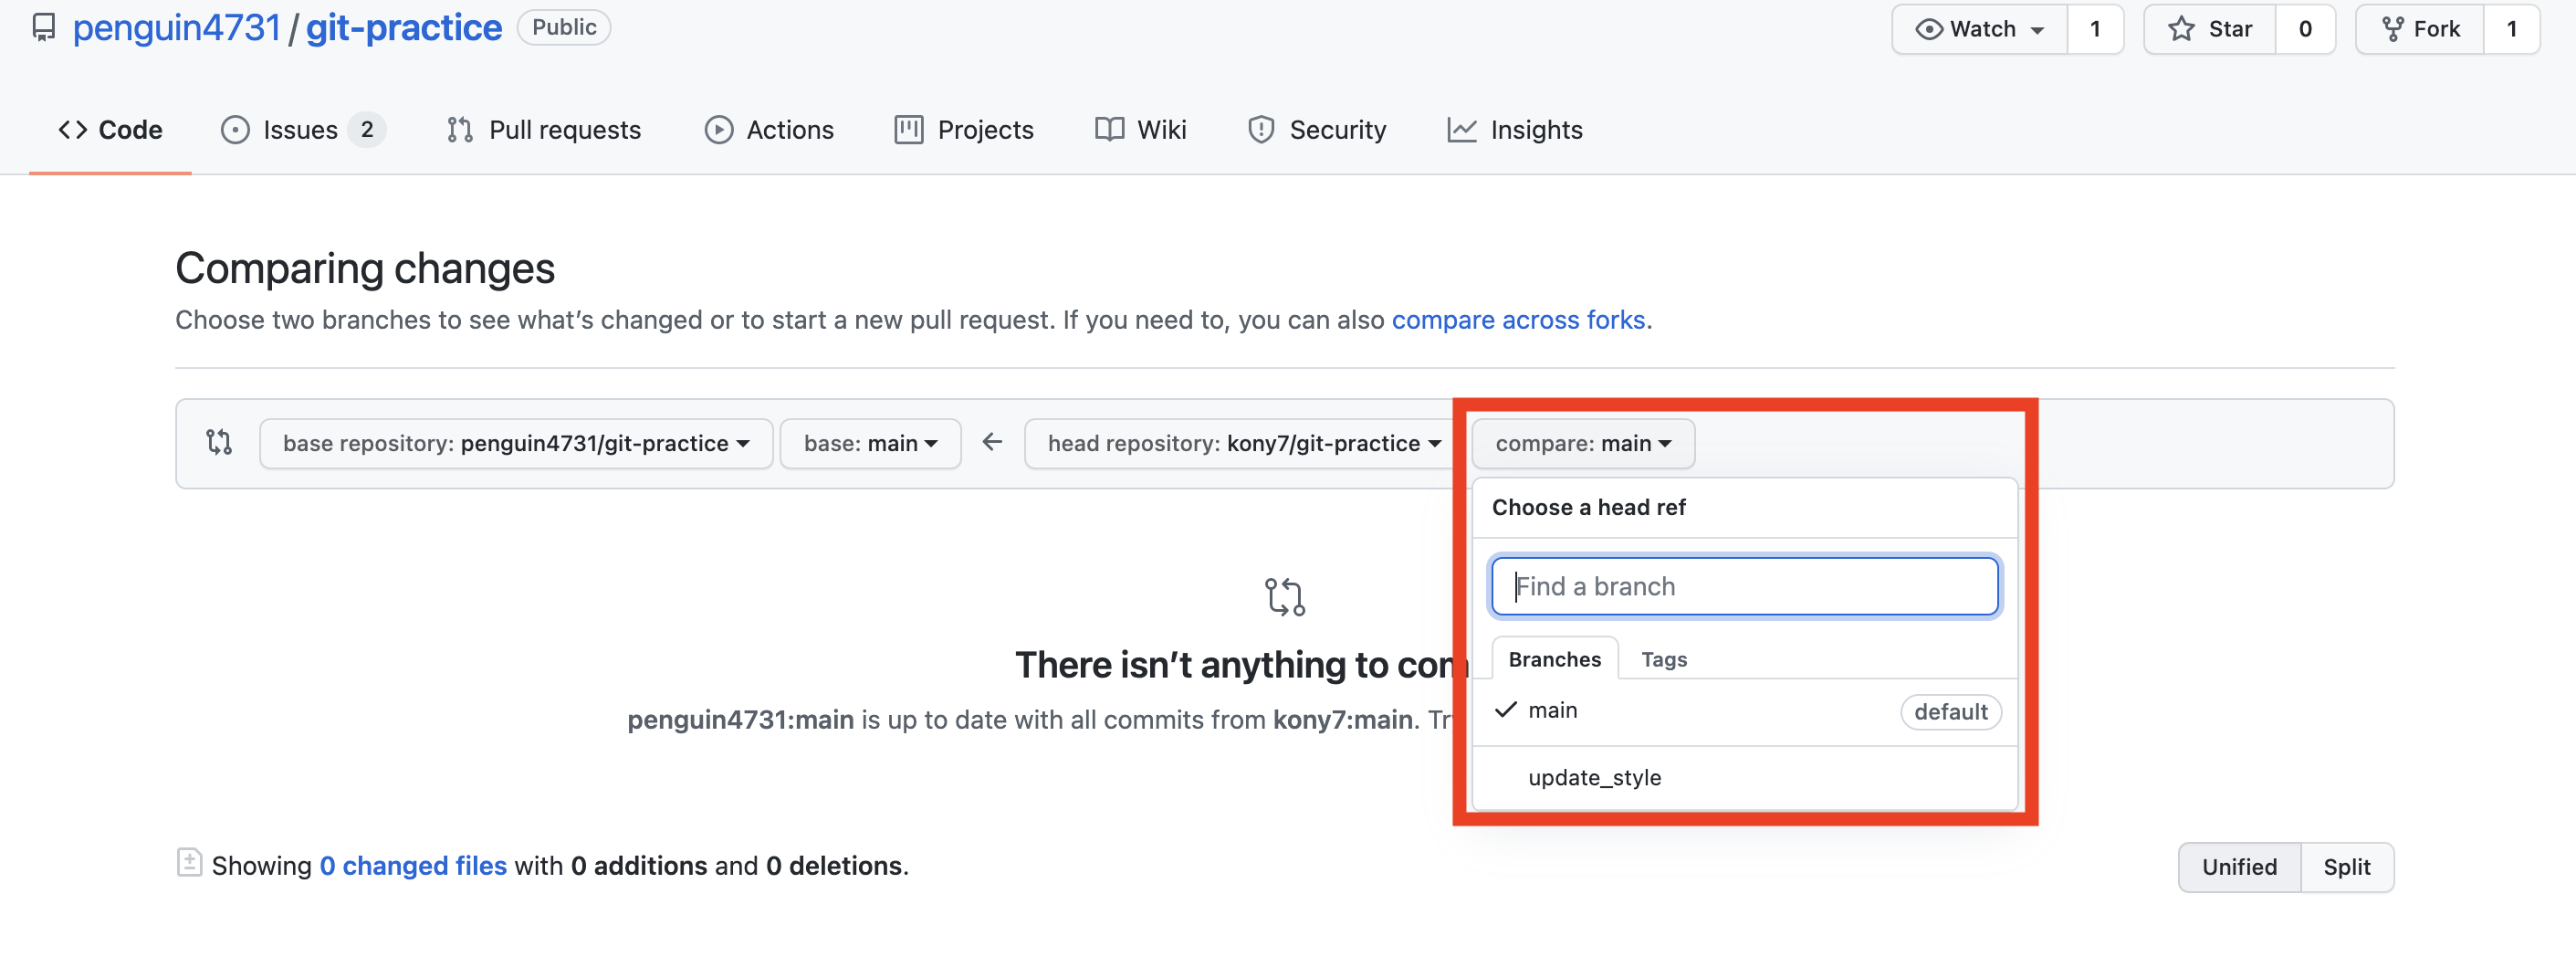 penguin4731 / git-practice Public Watch 1 Star 0 Fork 1
Code Issues 2 Pull requests Actions Projects Wiki Security Insights
Comparing changes
Choose two branches to see what’s changed or to start a new pull request. If you need to, you can also compare across forks.
base repository: penguin4731/git-practice base: main ← head repository: kony7/git-practice compare: main
Choose a head ref
Find a branch
There isn’t anything to
Branches Tags
penguin4731:main is up to date with all commits from kony7:main.
main default
update_style
Showing 0 changed files with 0 additions and 0 deletions.
Unified Split